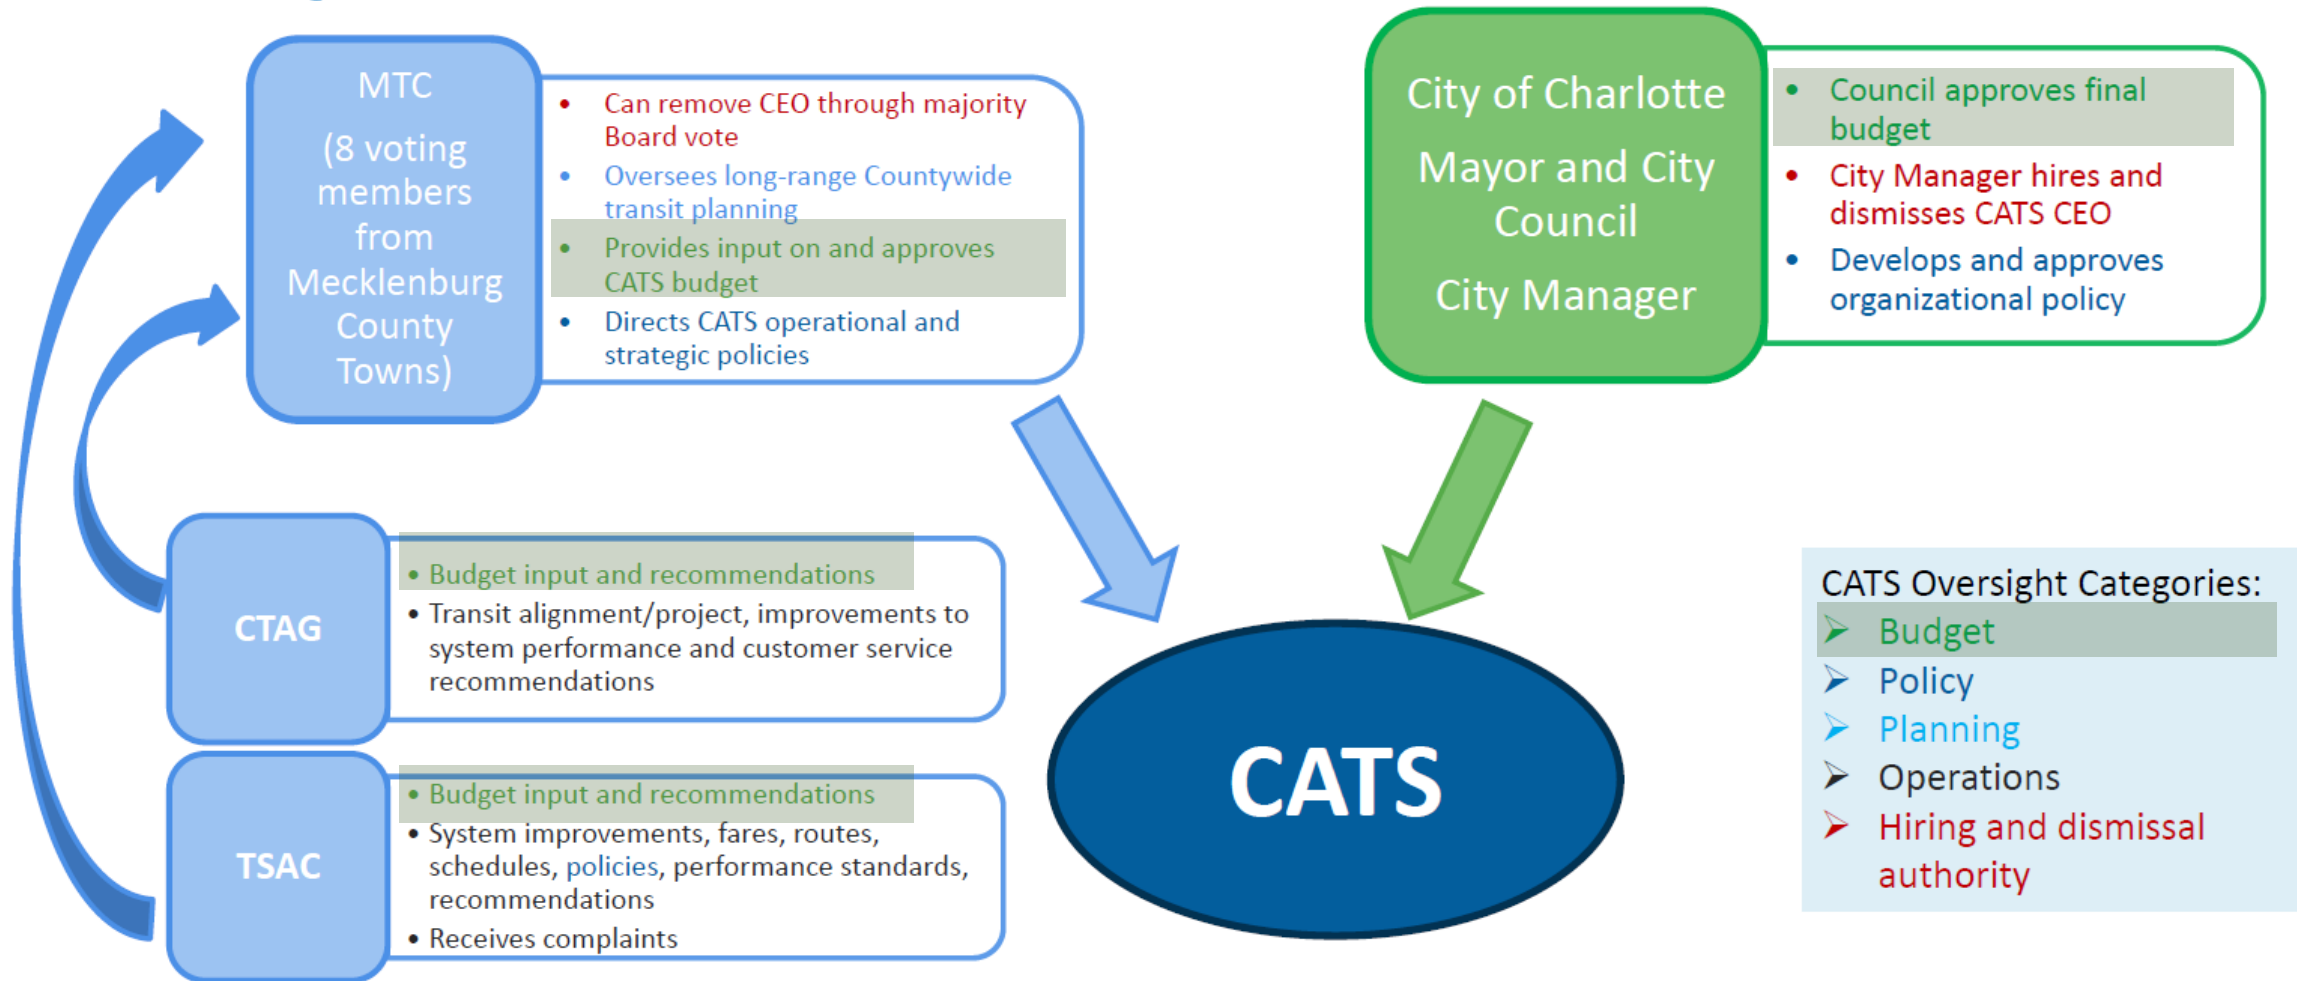 MTC
(8 voting
members
from
Mecklenburg
County
Towns)
• Can remove CEO through majority
Board vote
• Oversees long-range Countywide
transit planning
• Provides input on and approves
CATS budget
• Directs CATS operational and
strategic policies
City of Charlotte
Mayor and City
Council
City Manager
• Council approves final
budget
• City Manager hires and
dismisses CATS CEO
• Develops and approves
organizational policy
CTAG
• Budget input and recommendations
• Transit alignment/project, improvements to
system performance and customer service
recommendations
TSAC
• Budget input and recommendations
• System improvements, fares, routes,
schedules, policies, performance standards,
recommendations
• Receives complaints
CATS
CATS Oversight Categories:
➢ Budget
➢ Policy
➢ Planning
➢ Operations
➢ Hiring and dismissal
authority